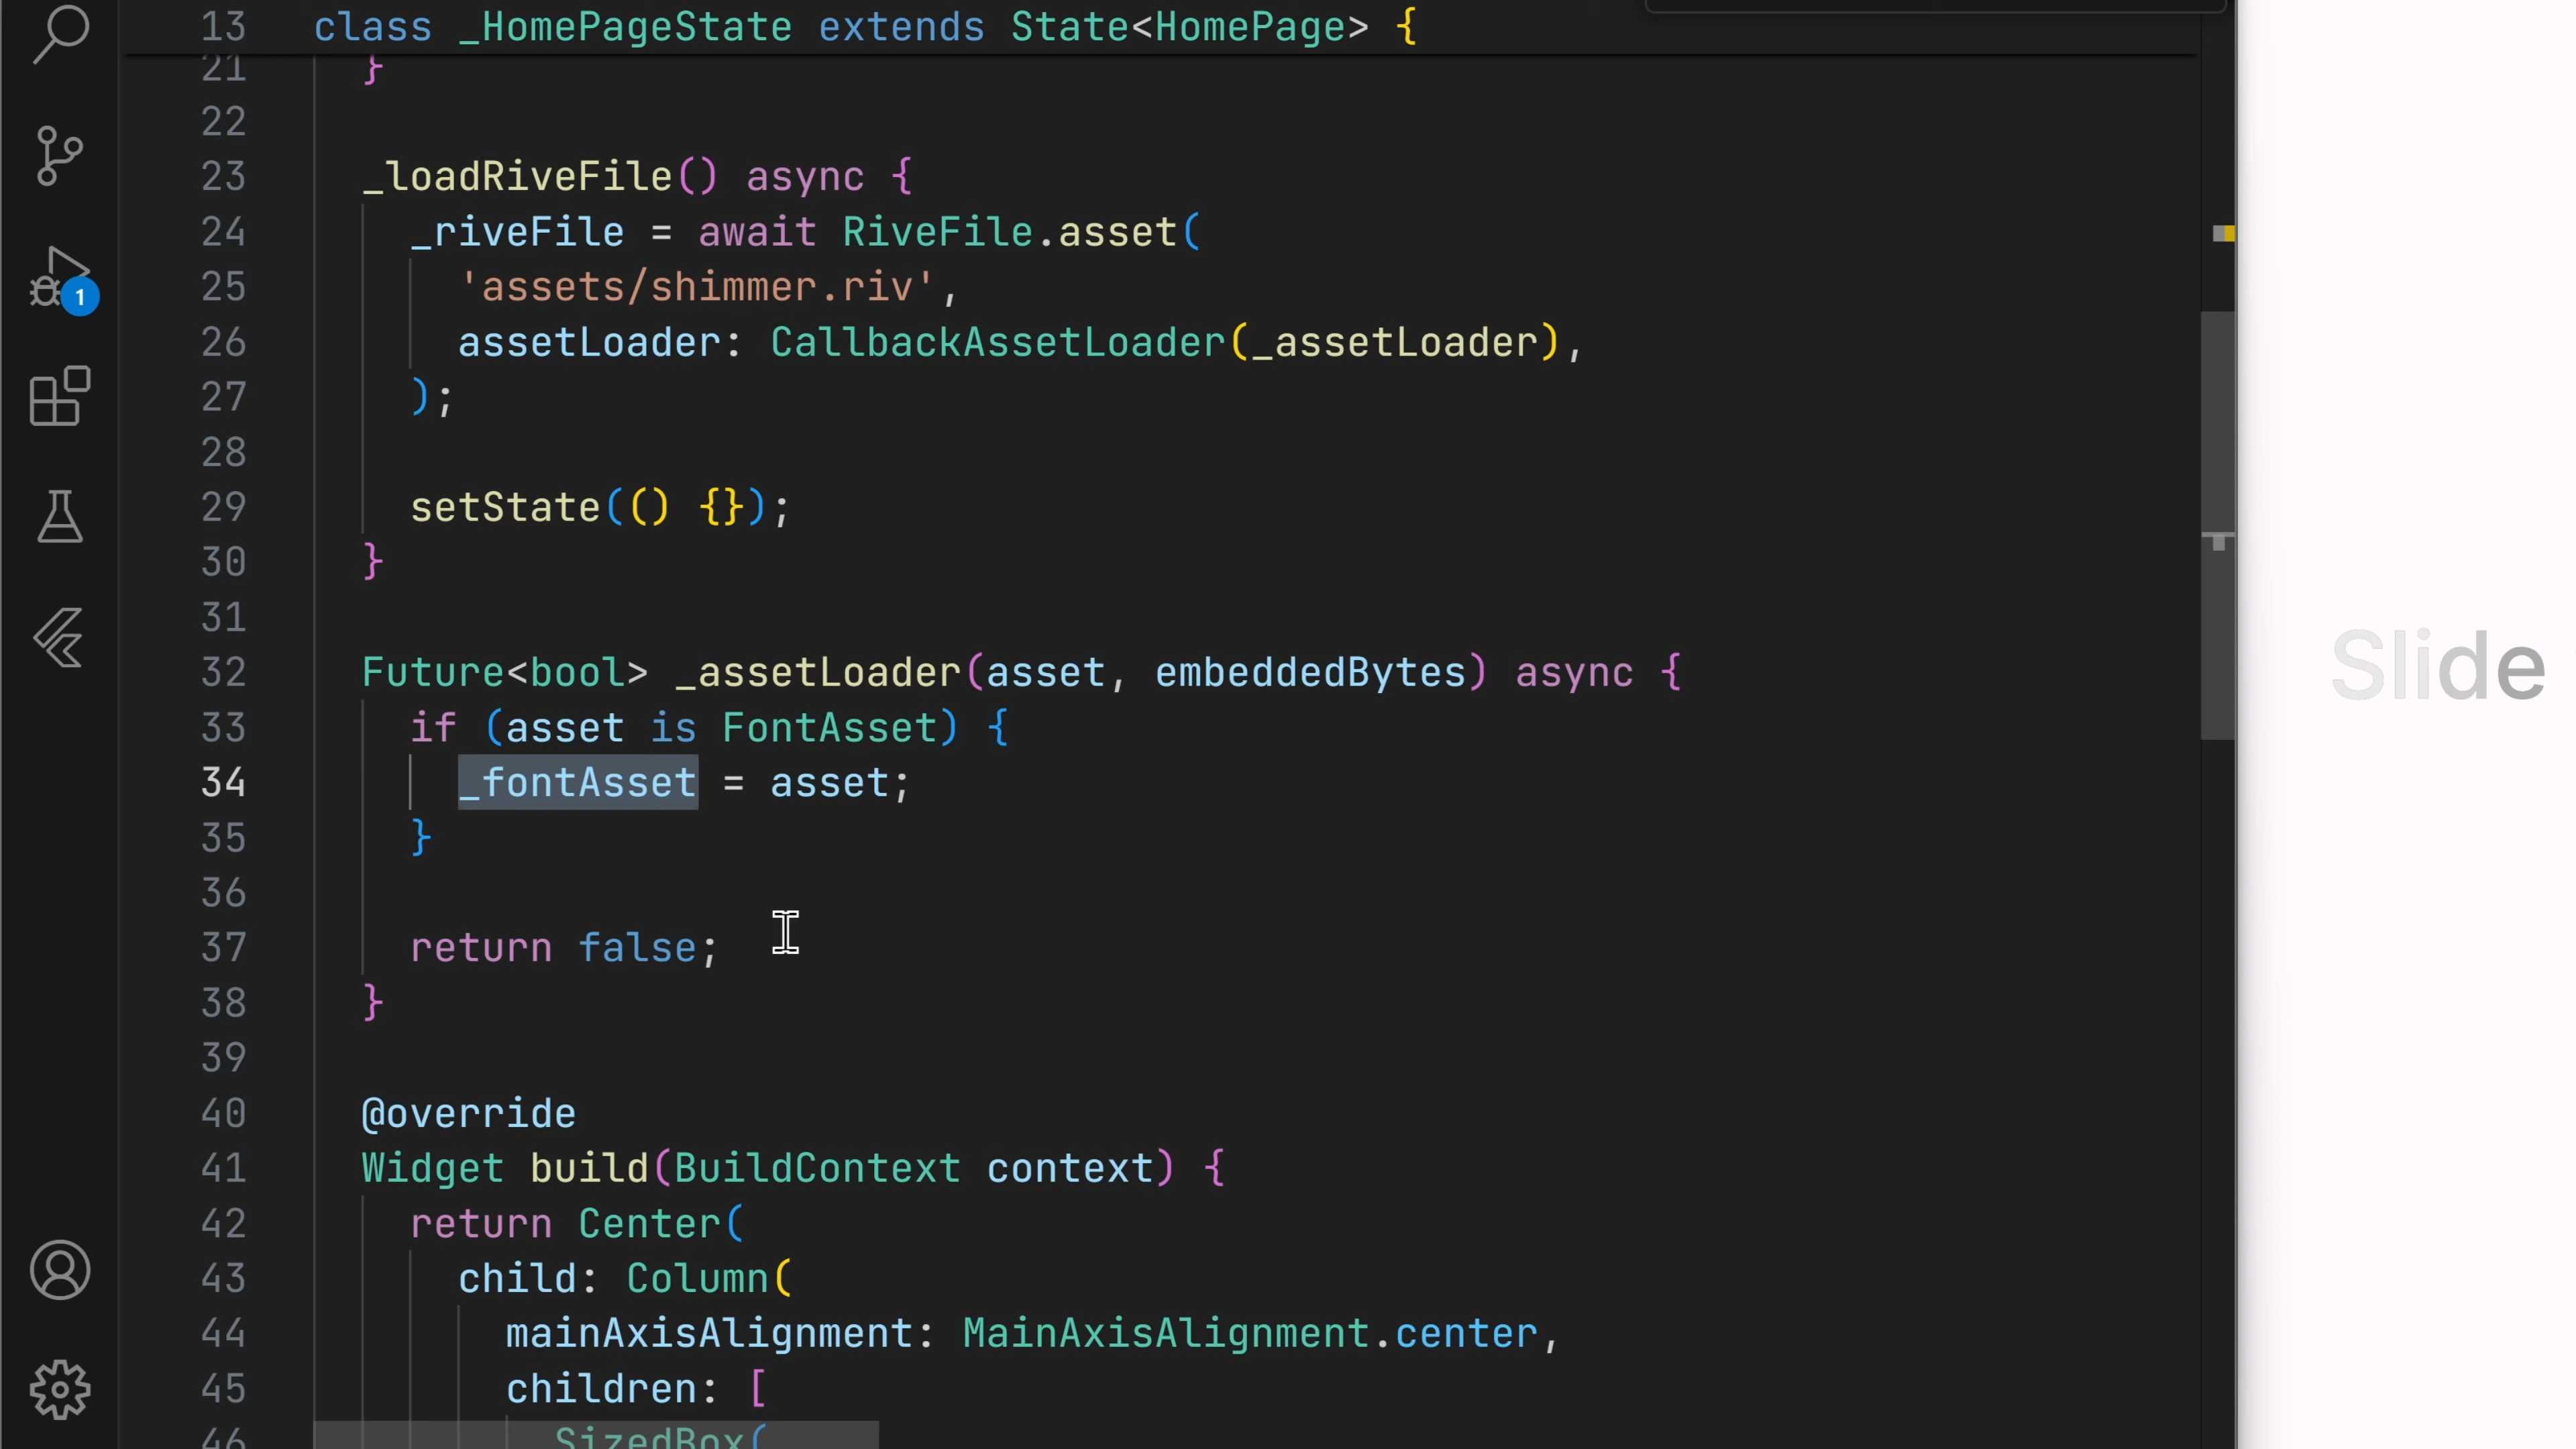 13 class _HomePageState extends State<HomePage> {
21 }
22
23 _loadRiveFile() async {
24 _riveFile = await RiveFile.asset(
25 'assets/shimmer.riv',
26 assetLoader: CallbackAssetLoader(_assetLoader),
27 );
28
29 setState(() {});
30 }
31
32 Future<bool> _assetLoader(asset, embeddedBytes) async {
33 if (asset is FontAsset) {
34 _fontAsset = asset;
35 }
36
37 return false;
38 }
39
40 @override
41 Widget build(BuildContext context) {
42 return Center(
43 child: Column(
44 mainAxisAlignment: MainAxisAlignment.center,
45 children: [
46 SizedBox(
1
Slide